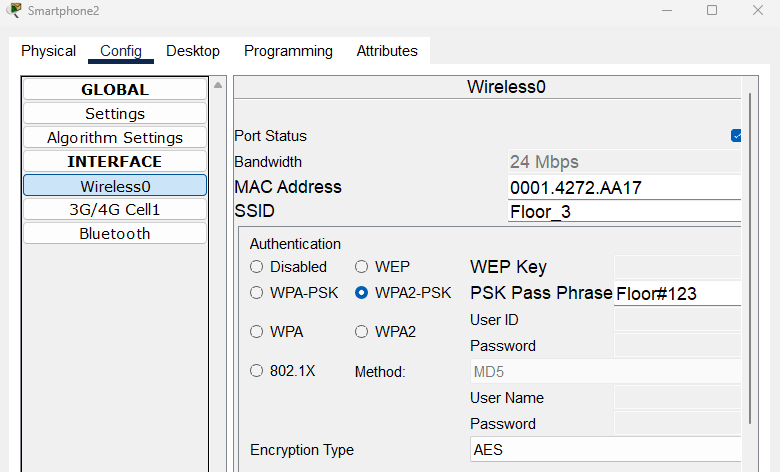 Smartphone2
Physical Config Desktop Programming Attributes
GLOBAL
Settings
Algorithm Settings
INTERFACE
Wireless0
3G/4G Cell1
Bluetooth
Wireless0
Port Status
Bandwidth 24 Mbps
MAC Address 0001.4272.AA17
SSID Floor_3
Authentication
Disabled WEP WEP Key
WPA-PSK WPA2-PSK PSK Pass Phrase Floor#123
User ID
WPA WPA2
Password
802.1X Method: MD5
User Name
Password
Encryption Type AES